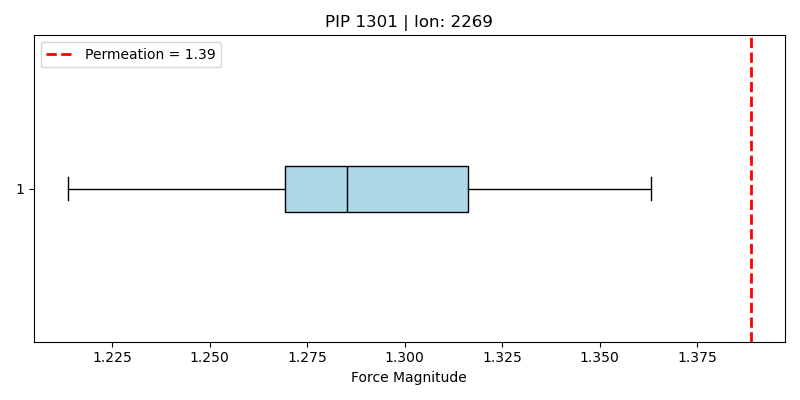 PIP 1301 | Ion: 2269
Permeation = 1.39
1
1.225 1.250 1.275 1.300 1.325 1.350 1.375
Force Magnitude